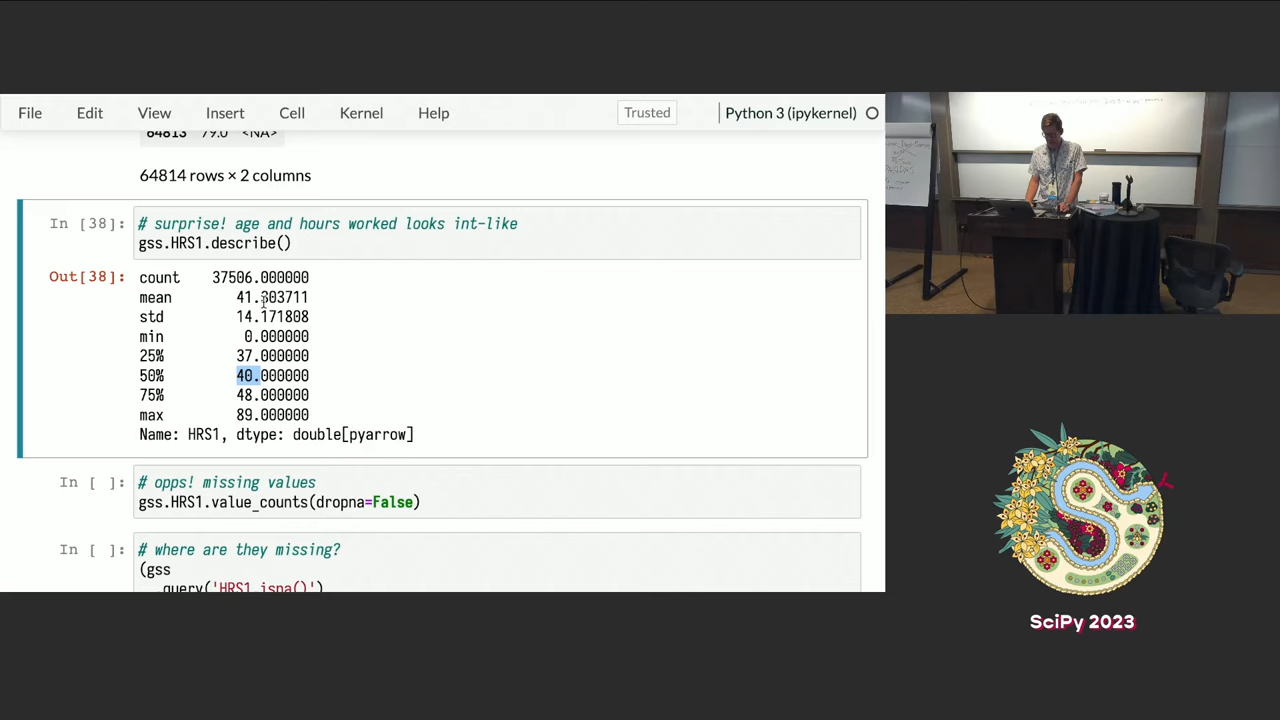 File Edit View Insert Cell Kernel Help Trusted Python 3 (ipykernel)
64813 79.0 <NA>
64814 rows × 2 columns
In [38]: # surprise! age and hours worked looks int-like
gss.HRS1.describe()
Out[38]: count 37506.000000
mean 41.303711
std 14.171808
min 0.000000
25% 37.000000
50% 40.000000
75% 48.000000
max 89.000000
Name: HRS1, dtype: double[pyarrow]
In [ ]: # opps! missing values
gss.HRS1.value_counts(dropna=False)
In [ ]: # where are they missing?
(gss
.query('HRS1.isna()')
SciPy 2023